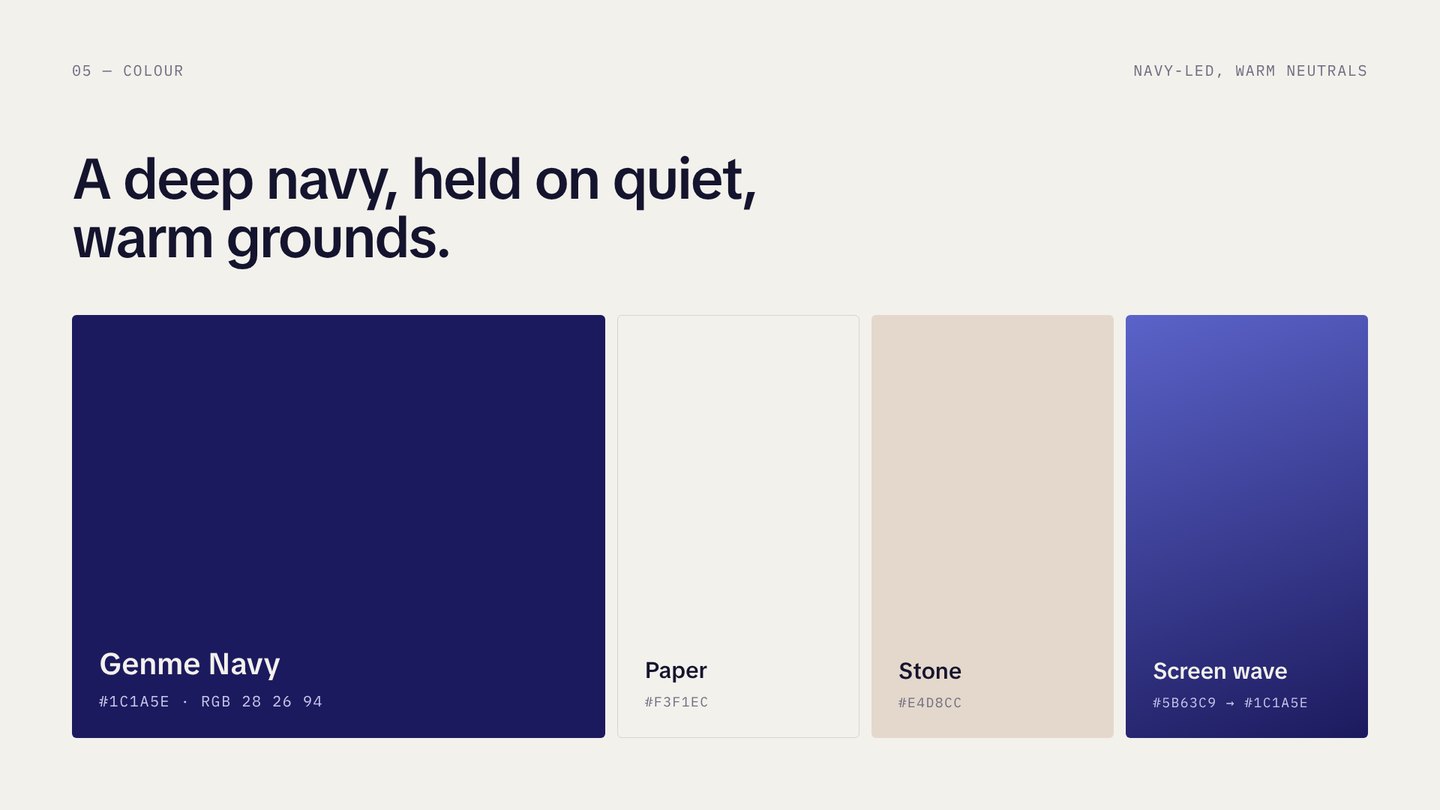 05 — COLOUR
NAVY-LED, WARM NEUTRALS
A deep navy, held on quiet,
warm grounds.
Genme Navy
#1C1A5E · RGB 28 26 94
Paper
#F3F1EC
Stone
#E4D8CC
Screen wave
#5B63C9 → #1C1A5E